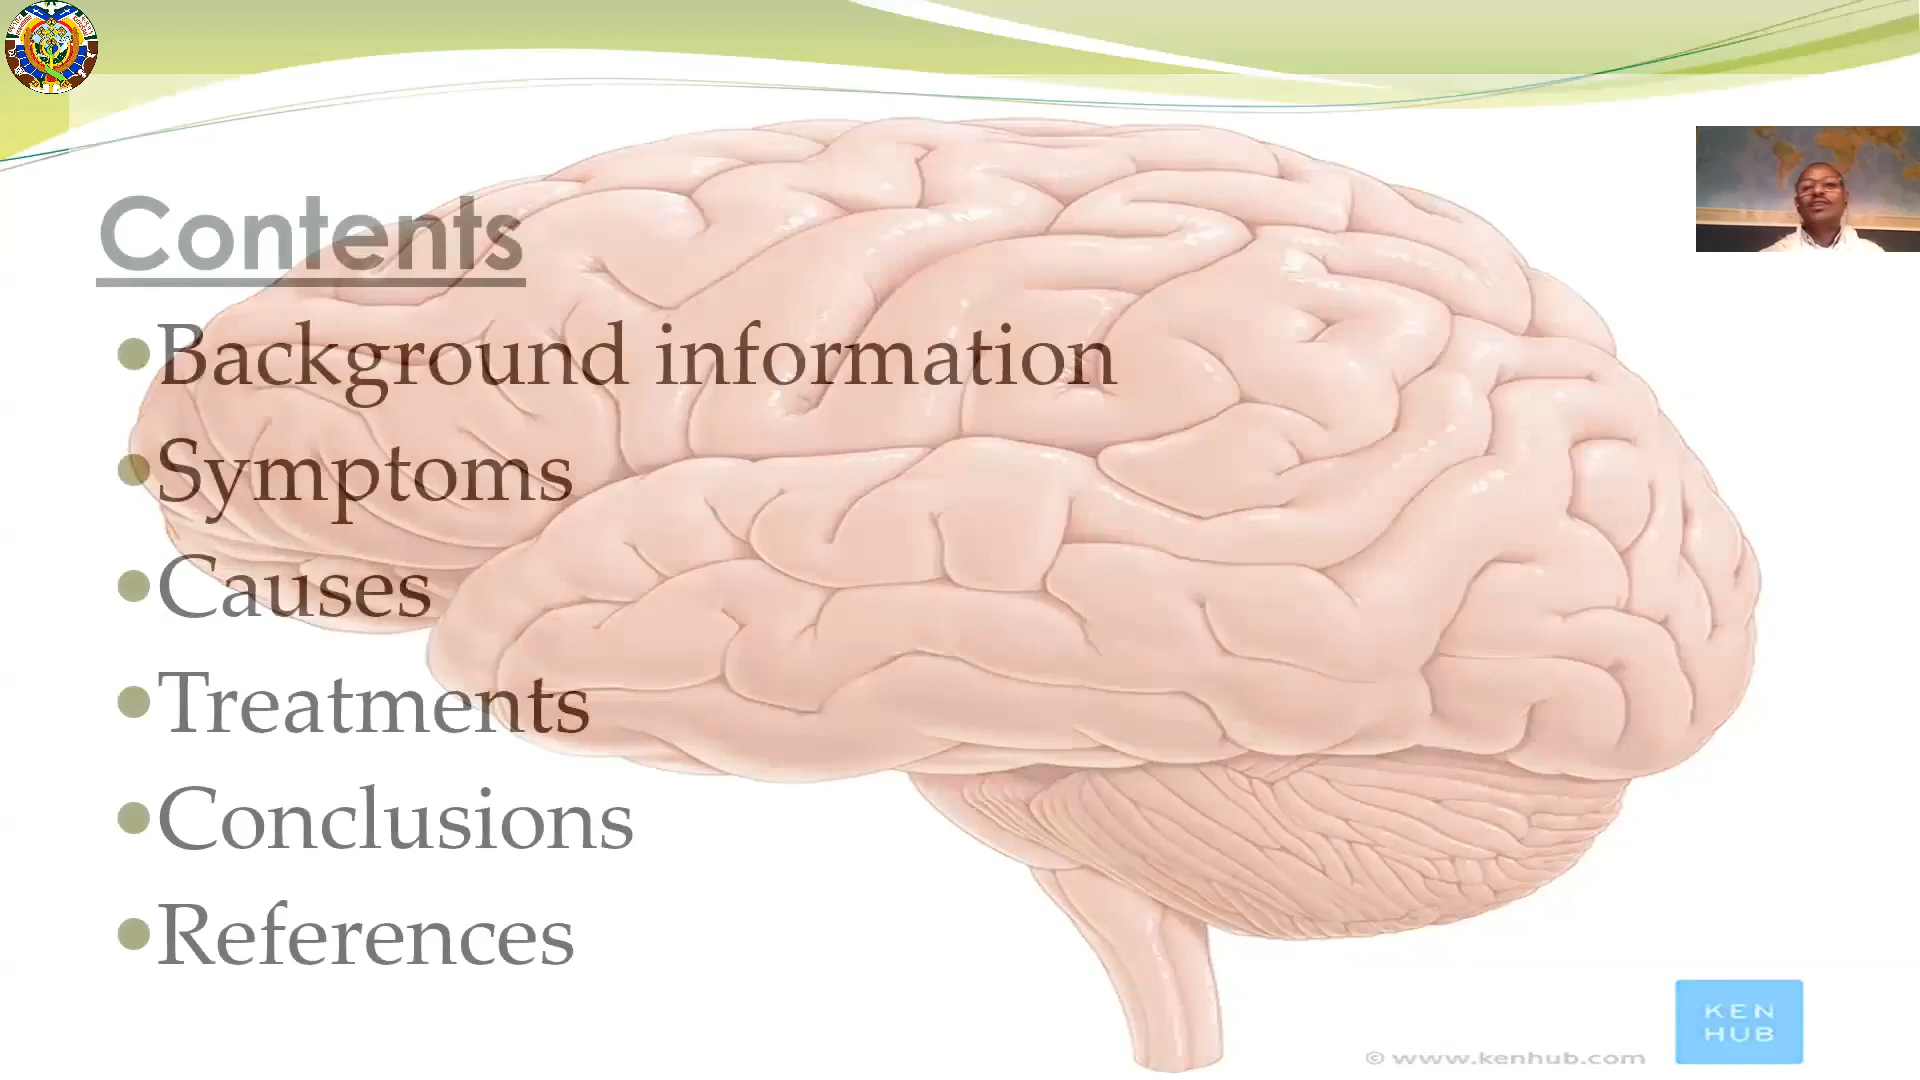 Contents
•Background information
•Symptoms
•Causes
•Treatments
•Conclusions
•References
KEN
HUB
© www.kenhub.com